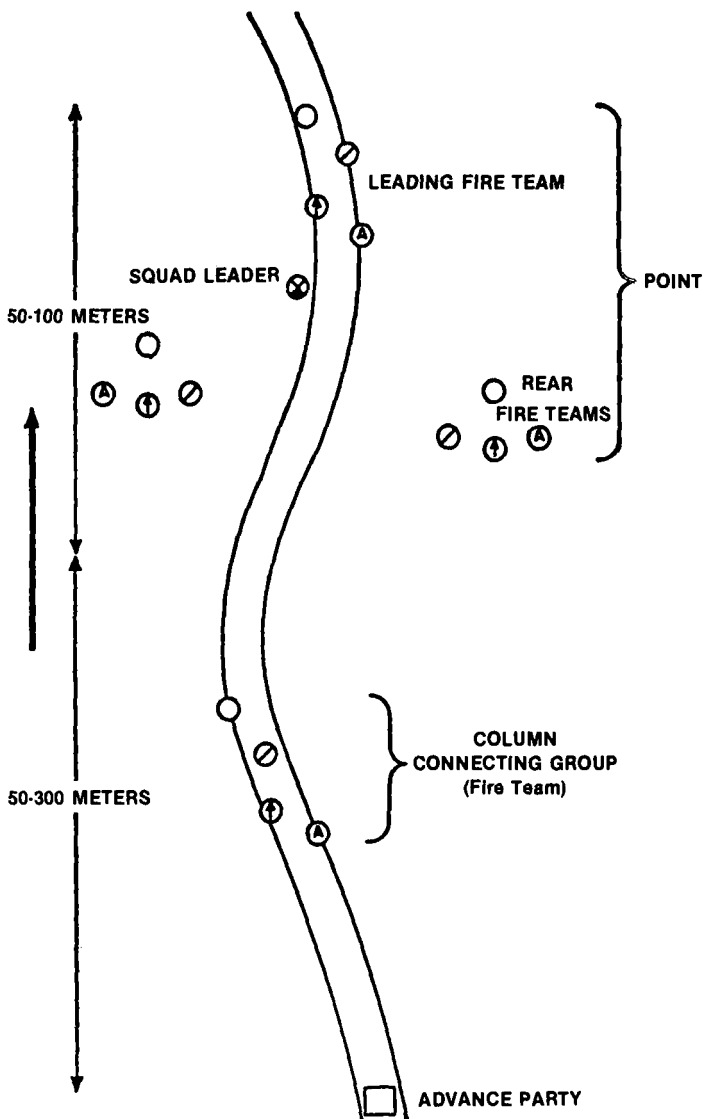 LEADING FIRE TEAM
SQUAD LEADER
POINT
50-100 METERS
A
A
REAR
FIRE TEAMS
A
COLUMN
CONNECTING GROUP
(Fire Team)
50-300 METERS
A
ADVANCE PARTY